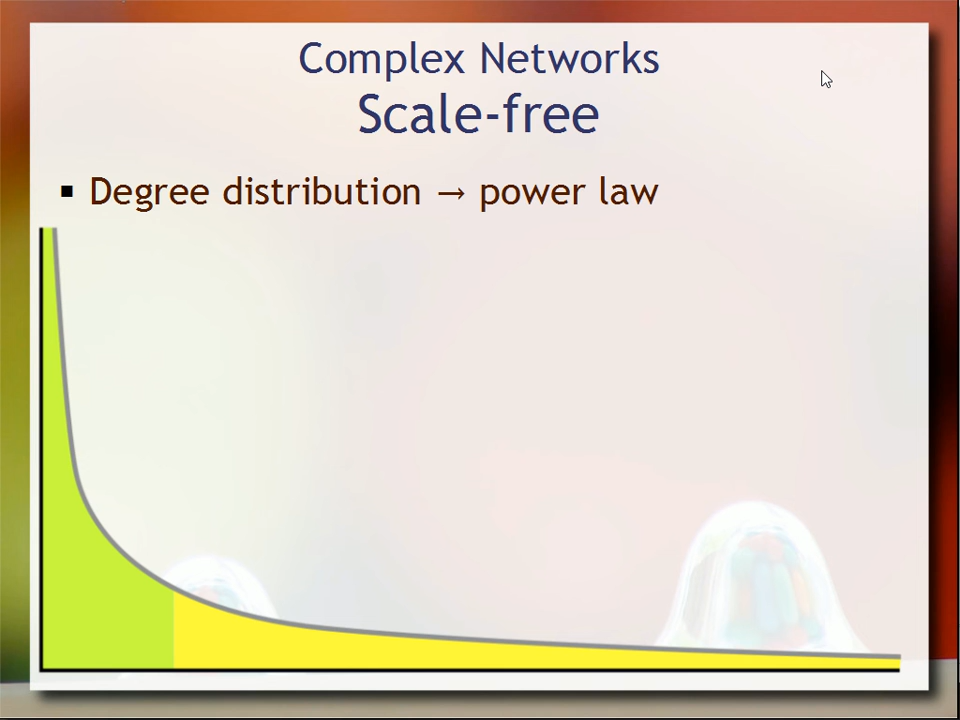 Complex Networks
Scale-free
▪ Degree distribution → power law